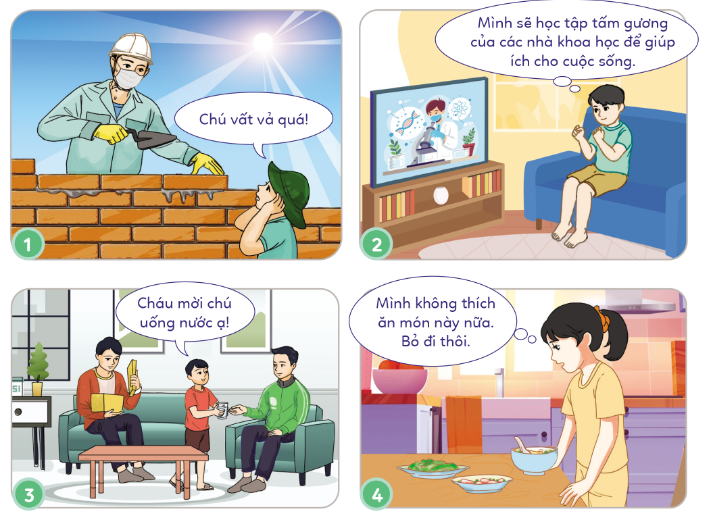 Chú vất vả quá!
1
Mình sẽ học tập tấm gương
của các nhà khoa học để giúp
ích cho cuộc sống.
2
Cháu mời chú
uống nước ạ!
3
Mình không thích
ăn món này nữa.
Bỏ đi thôi.
4